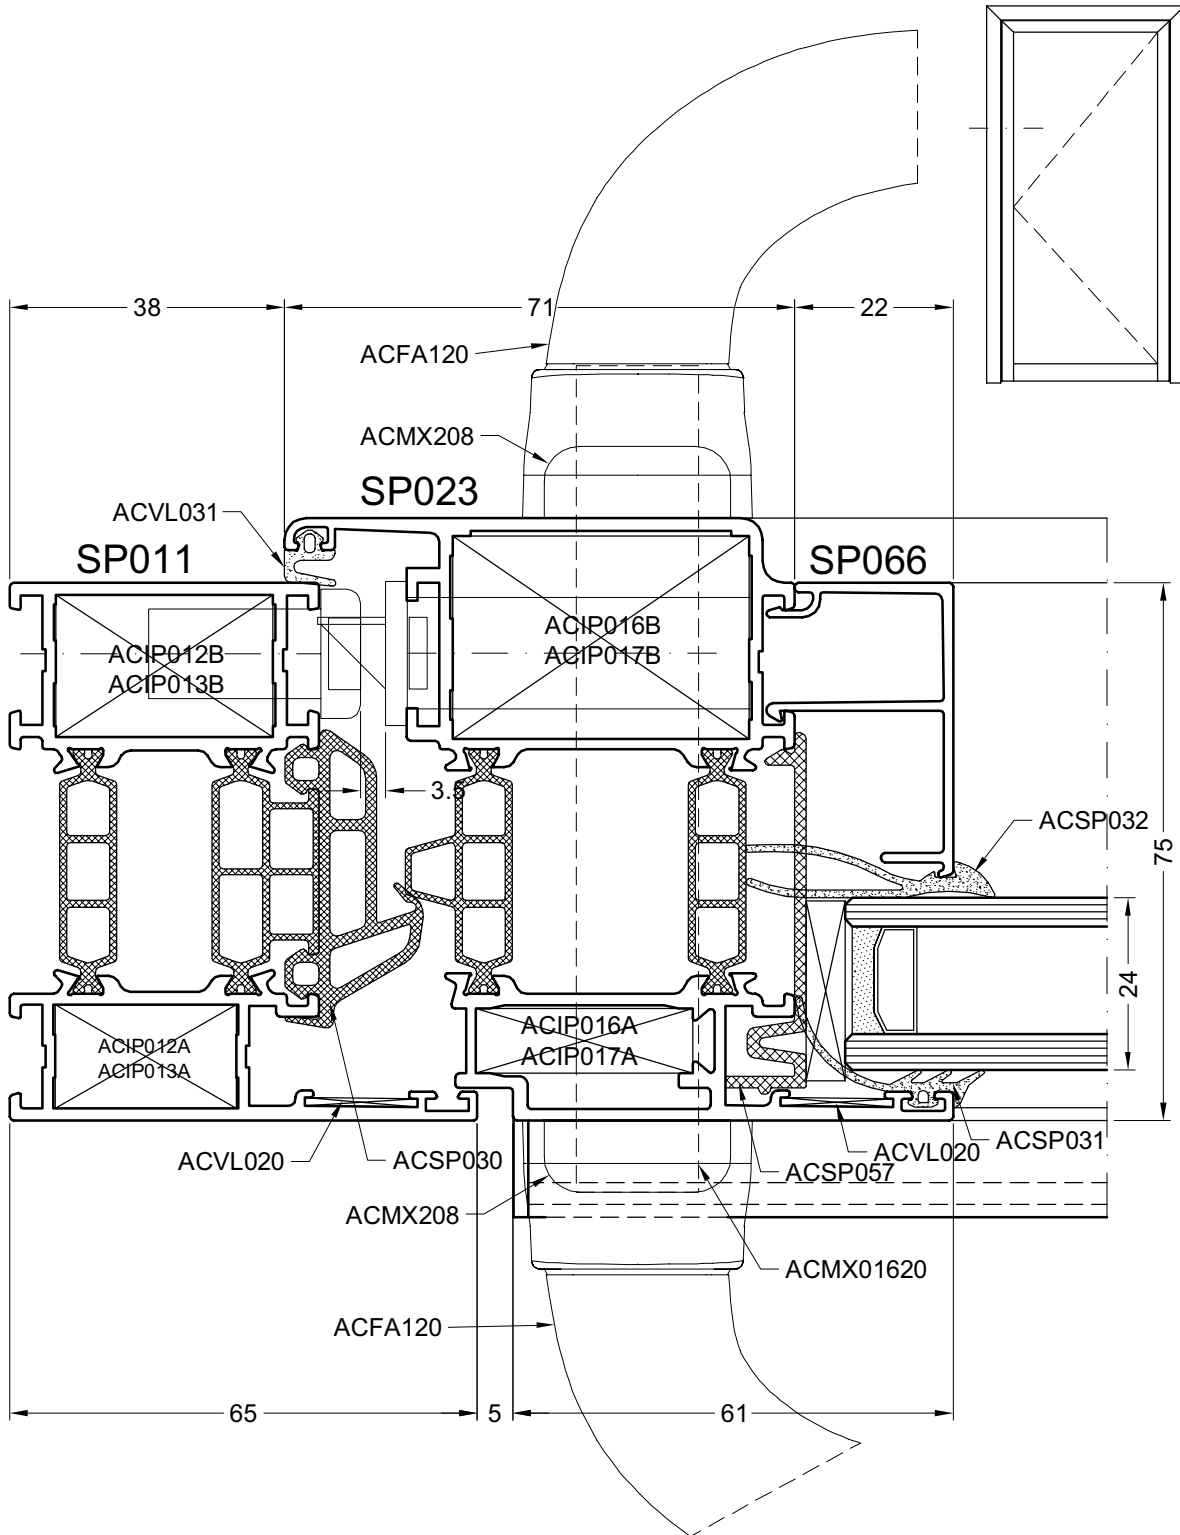 38
71
22
ACFA120
ACMX208
SP023
ACVL031
SP011
SP066
ACIP016B
ACIP017B
ACIP012B
ACIP013B
3.5
ACSP032
75
24
ACIP016A
ACIP017A
ACIP012A
ACIP013A
ACVL020
ACSP030
ACSP057
ACVL020
ACSP031
ACMX208
ACMX01620
ACFA120
65
5
61